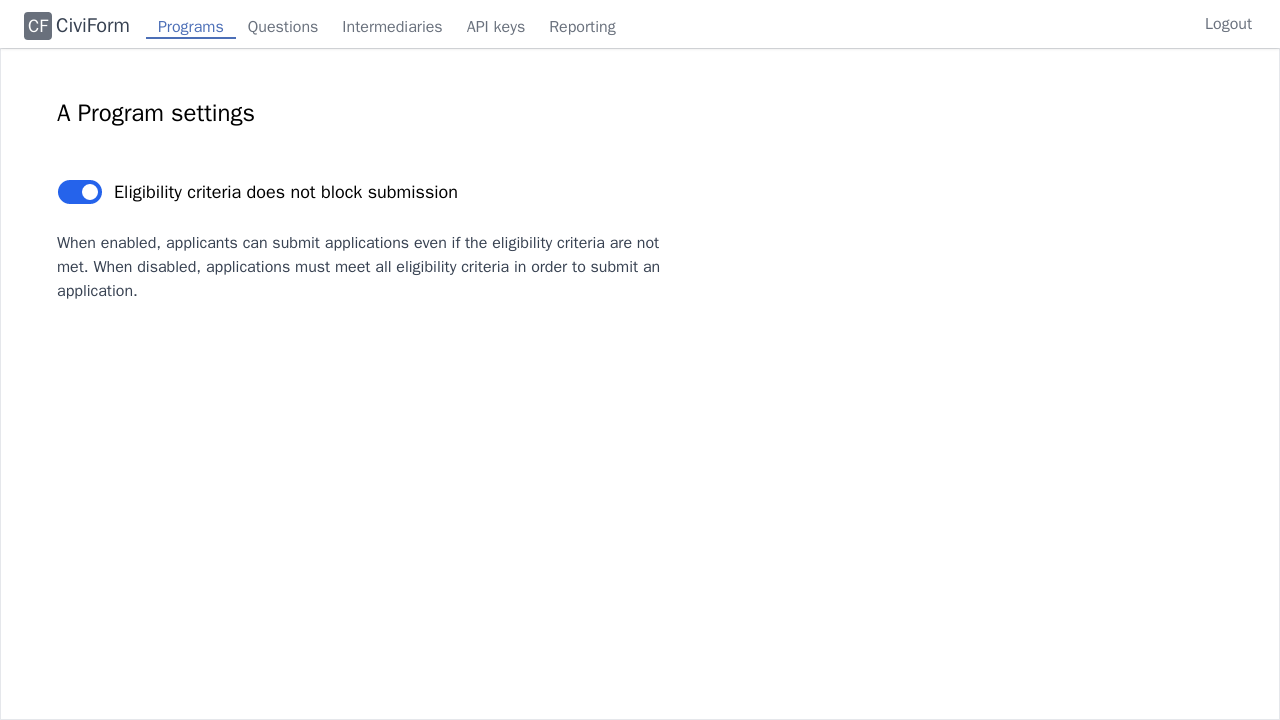 CF CiviForm Programs Questions Intermediaries API keys Reporting Logout
A Program settings
Eligibility criteria does not block submission
When enabled, applicants can submit applications even if the eligibility criteria are not
met. When disabled, applications must meet all eligibility criteria in order to submit an
application.